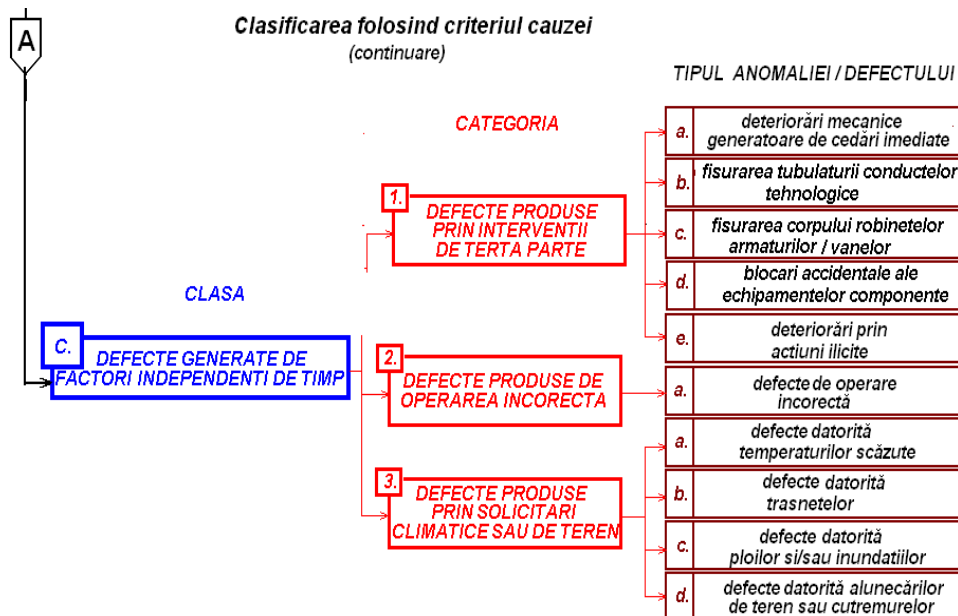 A
Clasificarea folosind criteriul cauzei
(continuare)
TIPUL ANOMALIEI / DEFECTULUI
CATEGORIA
CLASA
C.
DEFECTE GENERATE DE
FACTORI INDEPENDENTI DE TIMP
1.
DEFECTE PRODUSE
PRIN INTERVENTII
DE TERTA PARTE
a.
deteriorări mecanice
generatoare de cedări imediate
b.
fisurarea tubulaturii conductelor
tehnologice
c.
fisurarea corpului robinetelor
armaturilor / vanelor
d.
blocari accidentale ale
echipamentelor componente
e.
deteriorări prin
actiuni ilicite
2.
DEFECTE PRODUSE DE
OPERAREA INCORECTA
a.
defecte de operare
incorectă
3.
DEFECTE PRODUSE
PRIN SOLICITARI
CLIMATICE SAU DE TEREN
a.
defecte datorită
temperaturilor scăzute
b.
defecte datorită
trasnetelor
c.
defecte datorită
ploilor si/sau inundatiilor
d.
defecte datorită alunecărilor
de teren sau cutremurelor